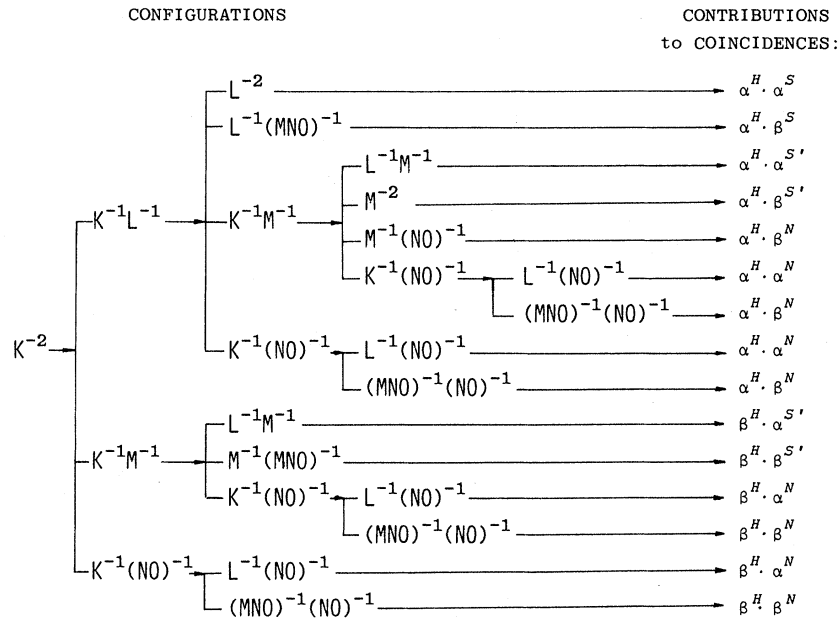 CONFIGURATIONS CONTRIBUTIONS
to COINCIDENCES:
L⁻² α^H· α^S
L⁻¹(MNO)⁻¹ α^H· β^S
L⁻¹M⁻¹ α^H· α^S'
M⁻² α^H· β^S'
K⁻¹L⁻¹ K⁻¹M⁻¹ M⁻¹(NO)⁻¹ α^H· β^N
K⁻¹(NO)⁻¹ L⁻¹(NO)⁻¹ α^H· α^N
(MNO)⁻¹(NO)⁻¹ α^H· β^N
K⁻² K⁻¹(NO)⁻¹ L⁻¹(NO)⁻¹ α^H· α^N
(MNO)⁻¹(NO)⁻¹ α^H· β^N
L⁻¹M⁻¹ β^H· α^S'
K⁻¹M⁻¹ M⁻¹(MNO)⁻¹ β^H· β^S'
K⁻¹(NO)⁻¹ L⁻¹(NO)⁻¹ β^H· α^N
(MNO)⁻¹(NO)⁻¹ β^H· β^N
K⁻¹(NO)⁻¹ L⁻¹(NO)⁻¹ β^H· α^N
(MNO)⁻¹(NO)⁻¹ β^H· β^N